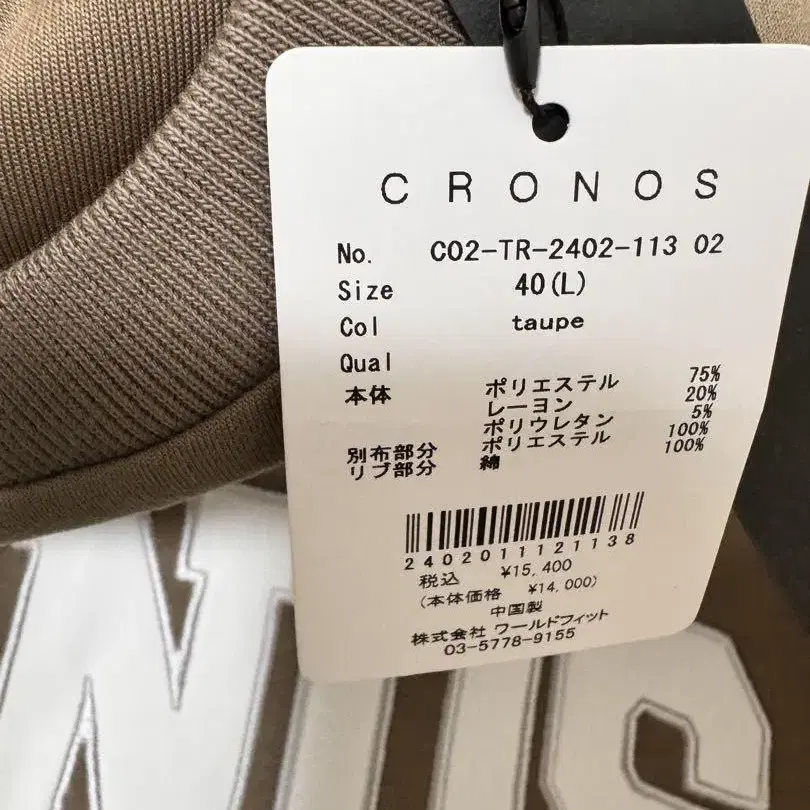 CRONOS
No. C02-TR-2402-113 02
Size 40(L)
Col taupe
Qual
本体 ポリエステル 75%
レーヨン 20%
ポリウレタン 5%
別布部分 ポリエステル 100%
リブ部分 綿 100%
2402011121138
税込 ¥15,400
(本体価格 ¥14,000)
中国製
株式会社 ワールドフィット
03-5778-9155